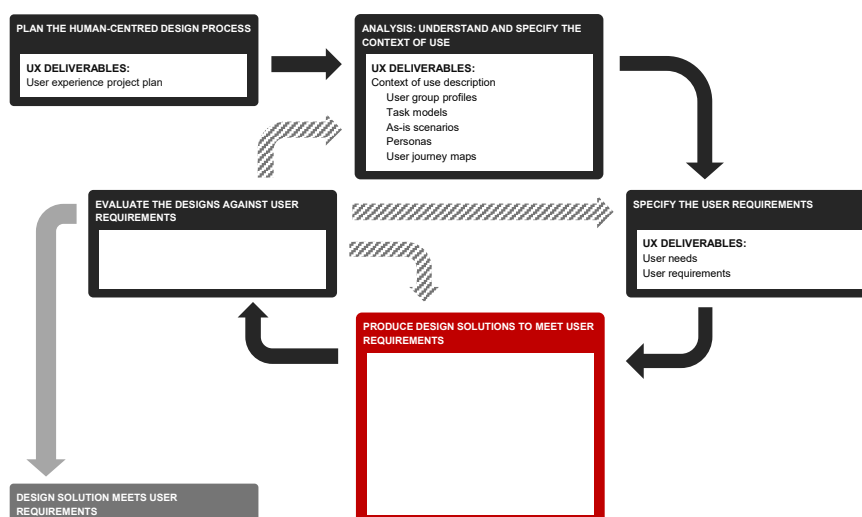 PLAN THE HUMAN-CENTRED DESIGN PROCESS
UX DELIVERABLES:
User experience project plan
ANALYSIS: UNDERSTAND AND SPECIFY THE
CONTEXT OF USE
UX DELIVERABLES:
Context of use description
User group profiles
Task models
As-is scenarios
Personas
User journey maps
EVALUATE THE DESIGNS AGAINST USER
REQUIREMENTS
SPECIFY THE USER REQUIREMENTS
UX DELIVERABLES:
User needs
User requirements
PRODUCE DESIGN SOLUTIONS TO MEET USER
REQUIREMENTS
DESIGN SOLUTION MEETS USER
REQUIREMENTS